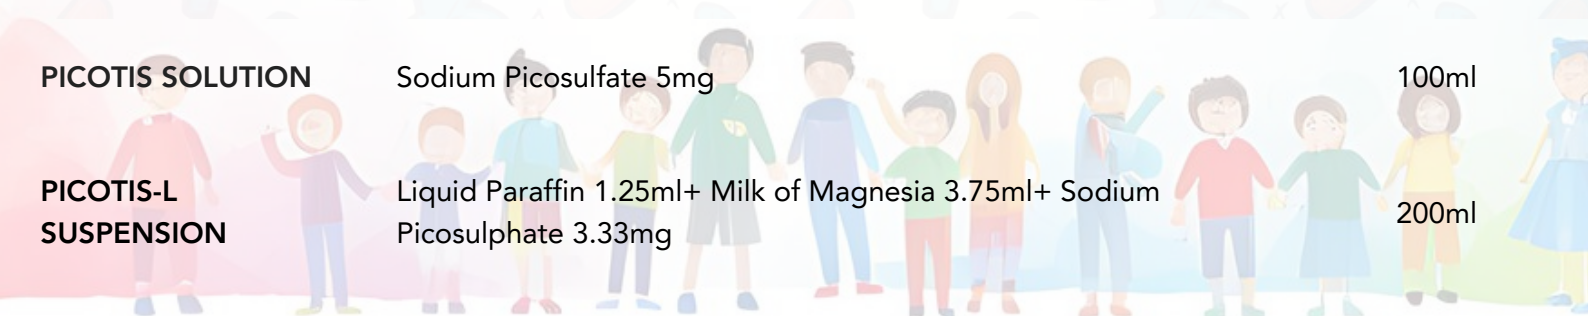 PICOTIS SOLUTION Sodium Picosulfate 5mg 100ml
PICOTIS-L Liquid Paraffin 1.25ml+ Milk of Magnesia 3.75ml+ Sodium
SUSPENSION Picosulphate 3.33mg 200ml